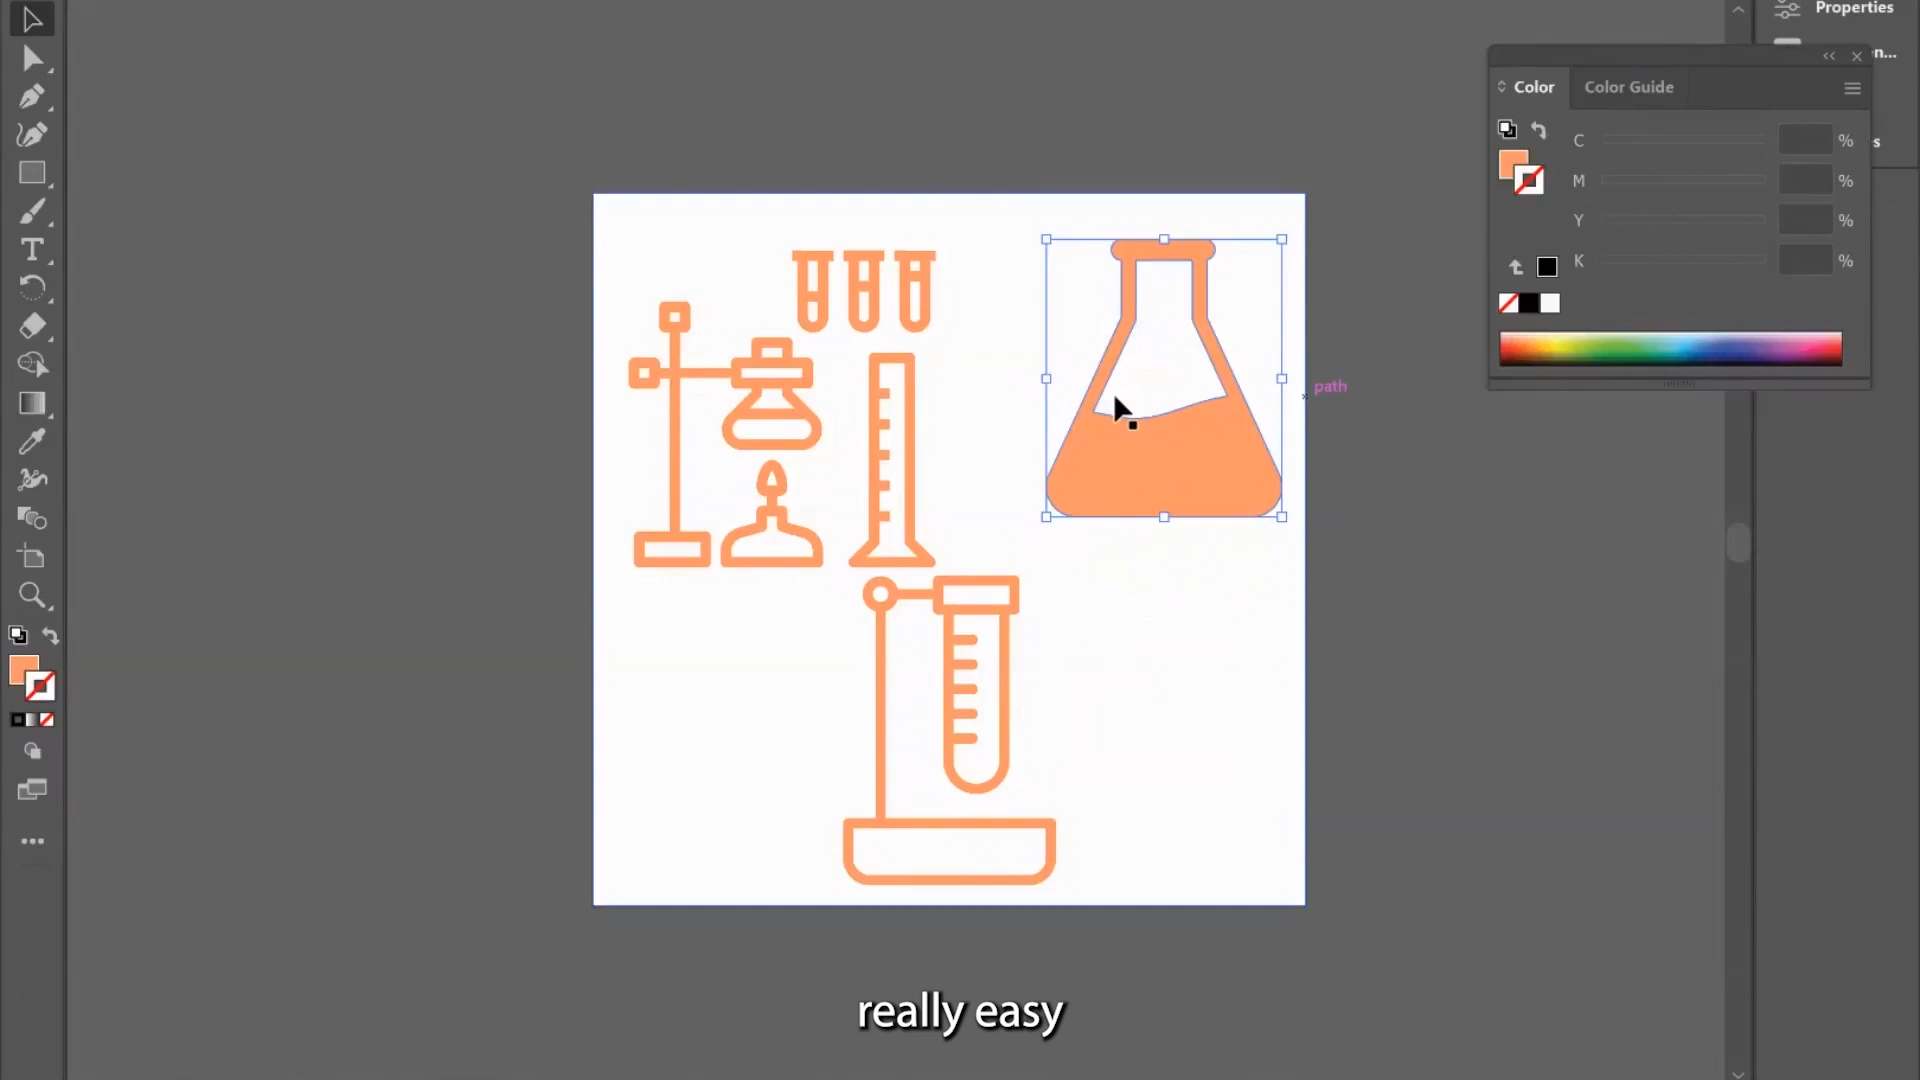 Properties
n...
Color
Color Guide
C %
s
M %
Y %
K %
path
T
really easy